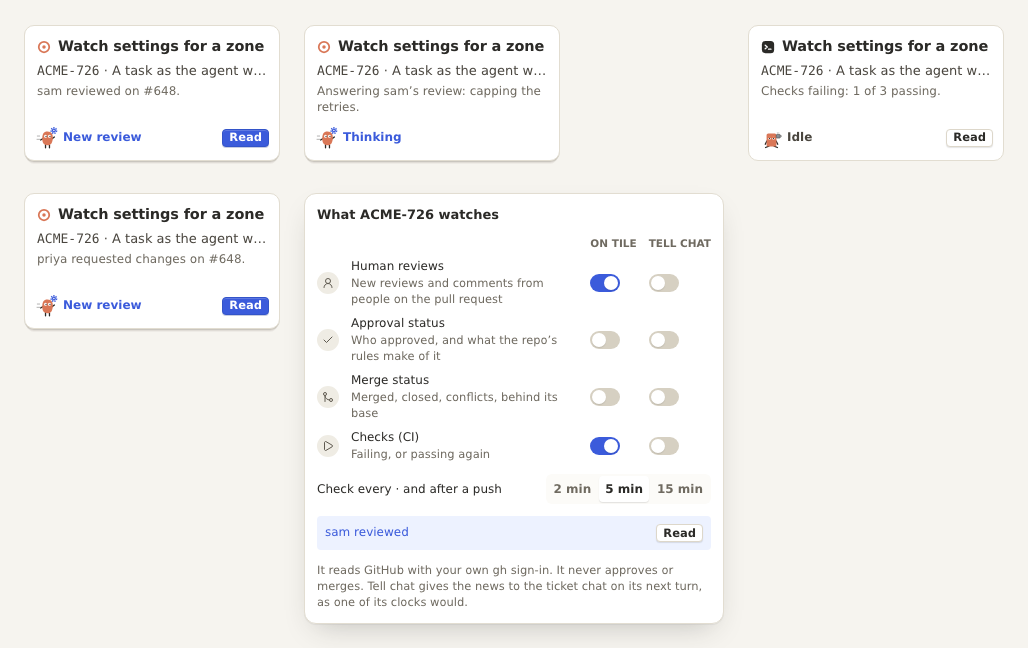 Watch settings for a zone
ACME-726 · A task as the agent w…
sam reviewed on #648.
New review
Read
Watch settings for a zone
ACME-726 · A task as the agent w…
Answering sam’s review: capping the
retries.
Thinking
Watch settings for a zone
ACME-726 · A task as the agent w…
Checks failing: 1 of 3 passing.
Idle
Read
Watch settings for a zone
ACME-726 · A task as the agent w…
priya requested changes on #648.
New review
Read
What ACME-726 watches
ON TILE TELL CHAT
Human reviews
New reviews and comments from
people on the pull request
Approval status
Who approved, and what the repo’s
rules make of it
Merge status
Merged, closed, conflicts, behind its
base
Checks (CI)
Failing, or passing again
Check every · and after a push 2 min 5 min 15 min
sam reviewed Read
It reads GitHub with your own gh sign-in. It never approves or
merges. Tell chat gives the news to the ticket chat on its next turn,
as one of its clocks would.